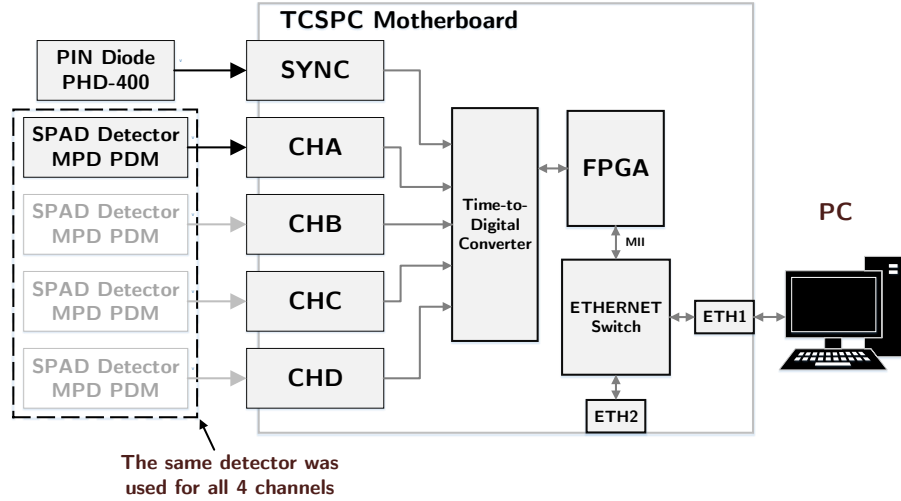 TCSPC Motherboard
PIN Diode
PHD-400
SYNC
SPAD Detector
MPD PDM
CHA
SPAD Detector
MPD PDM
CHB
SPAD Detector
MPD PDM
CHC
SPAD Detector
MPD PDM
CHD
Time-to-
Digital
Converter
FPGA
MII
ETHERNET
Switch
ETH1
ETH2
PC
The same detector was
used for all 4 channels